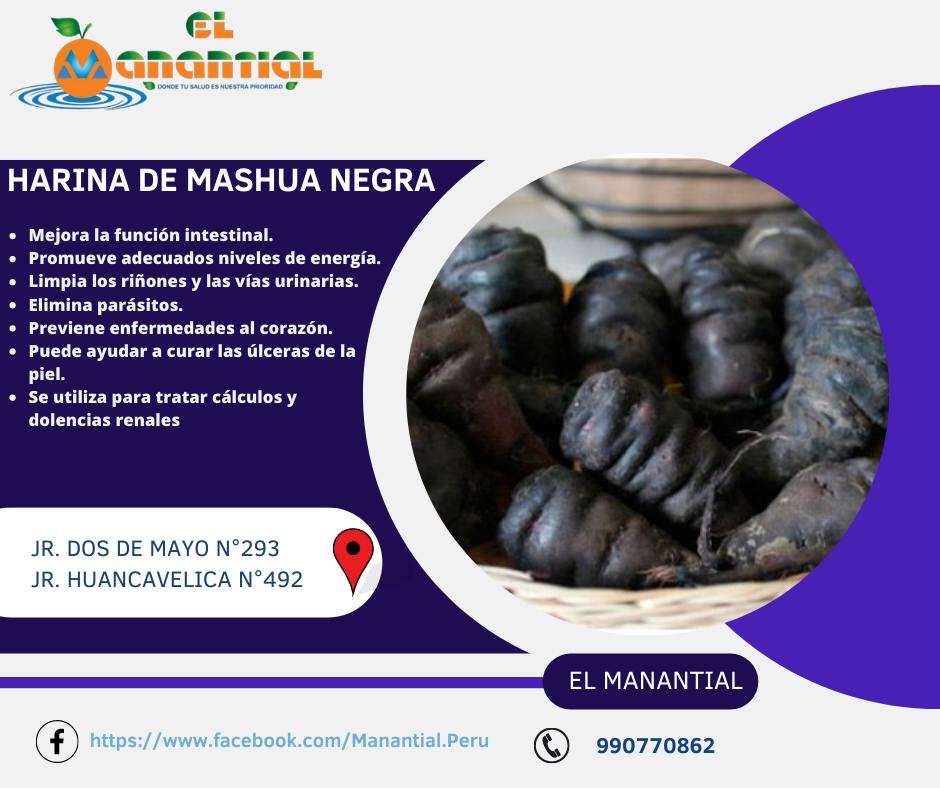 EL
MANANTIAL
DONDE TU SALUD ES NUESTRA PRIORIDAD
HARINA DE MASHUA NEGRA
• Mejora la función intestinal.
• Promueve adecuados niveles de energía.
• Limpia los riñones y las vías urinarias.
• Elimina parásitos.
• Previene enfermedades al corazón.
• Puede ayudar a curar las úlceras de la
piel.
• Se utiliza para tratar cálculos y
dolencias renales
JR. DOS DE MAYO N°293
JR. HUANCAVELICA N°492
EL MANANTIAL
https://www.facebook.com/Manantial.Peru
990770862